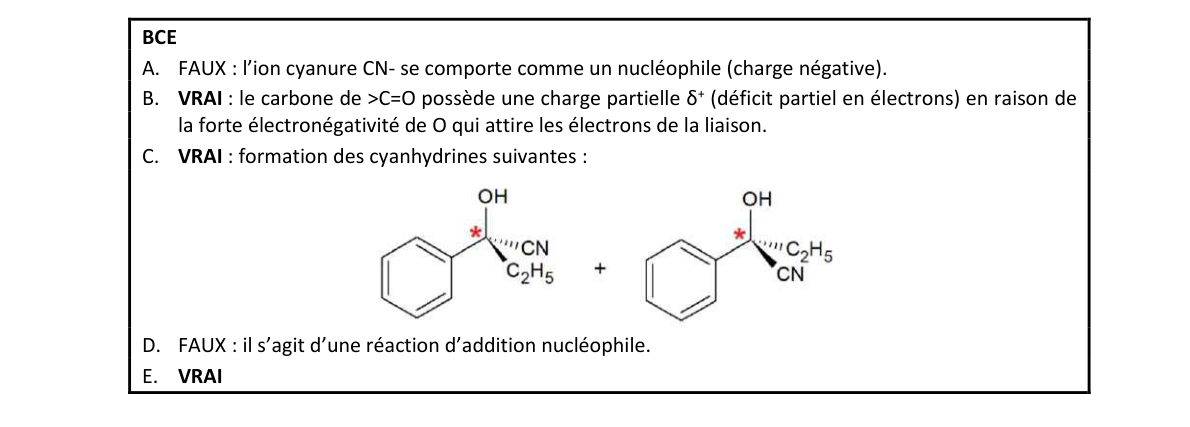 BCE
A. FAUX : l’ion cyanure CN- se comporte comme un nucléophile (charge négative).
B. VRAI : le carbone de >C=O possède une charge partielle δ⁺ (déficit partiel en électrons) en raison de
la forte électronégativité de O qui attire les électrons de la liaison.
C. VRAI : formation des cyanhydrines suivantes :
OH OH
* *
CN C₂H₅
C₂H₅ + CN
D. FAUX : il s’agit d’une réaction d’addition nucléophile.
E. VRAI